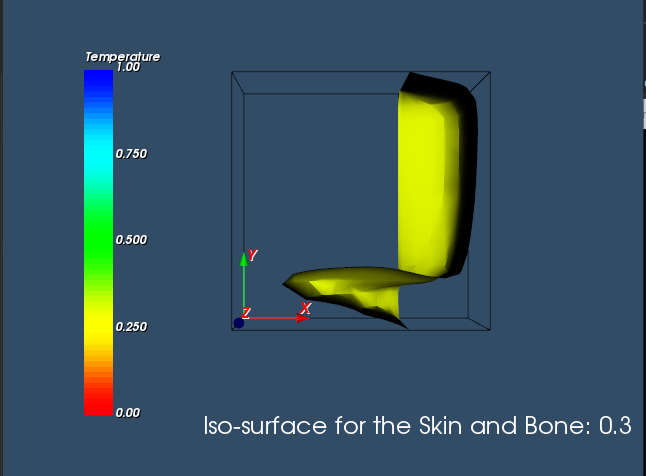 Temperature
1.00
0.750
0.500
0.250
0.00
Y
X
Z
Iso-surface for the Skin and Bone: 0.3